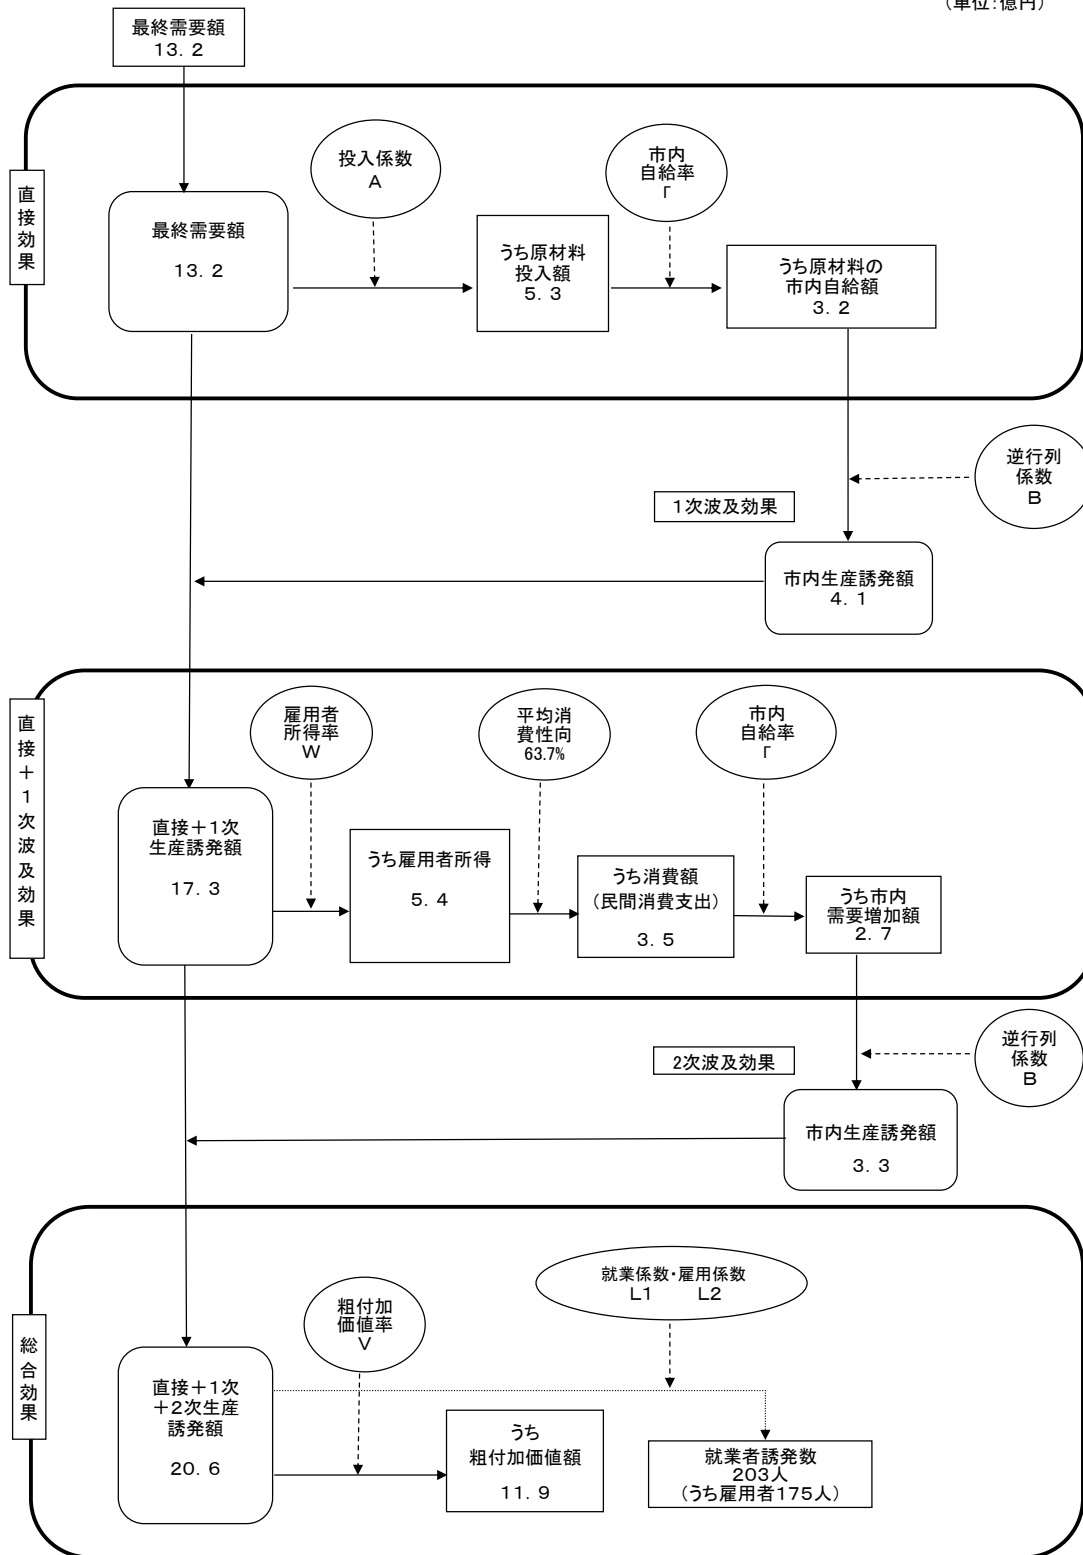 (単位:億円)
最終需要額
13.2
直接効果
投入係数
A
市内
自給率
Γ
最終需要額
13.2
うち原材料
投入額
5.3
うち原材料の
市内自給額
3.2
逆行列
係数
B
1次波及効果
市内生産誘発額
4.1
直接+1次波及効果
雇用者
所得率
W
平均消
費性向
63.7%
市内
自給率
Γ
直接+1次
生産誘発額
17.3
うち雇用者所得
5.4
うち消費額
(民間消費支出)
3.5
うち市内
需要増加額
2.7
逆行列
係数
B
2次波及効果
市内生産誘発額
3.3
総合効果
就業係数・雇用係数
L1 L2
粗付加
価値率
V
直接+1次
+2次生産
誘発額
20.6
うち
粗付加価値額
11.9
就業者誘発数
203人
(うち雇用者175人)